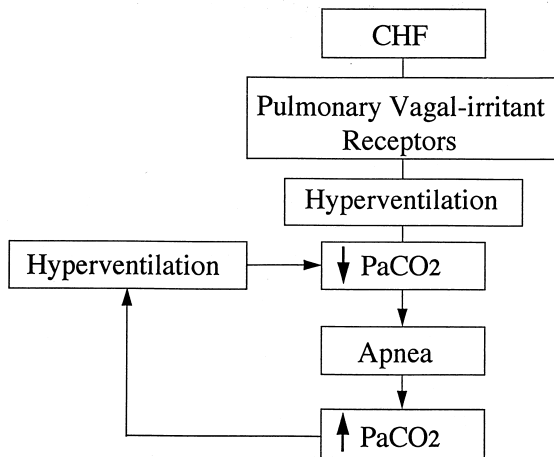 CHF
Pulmonary Vagal-irritant
Receptors
Hyperventilation
Hyperventilation
↓ PaCO2
Apnea
↑ PaCO2